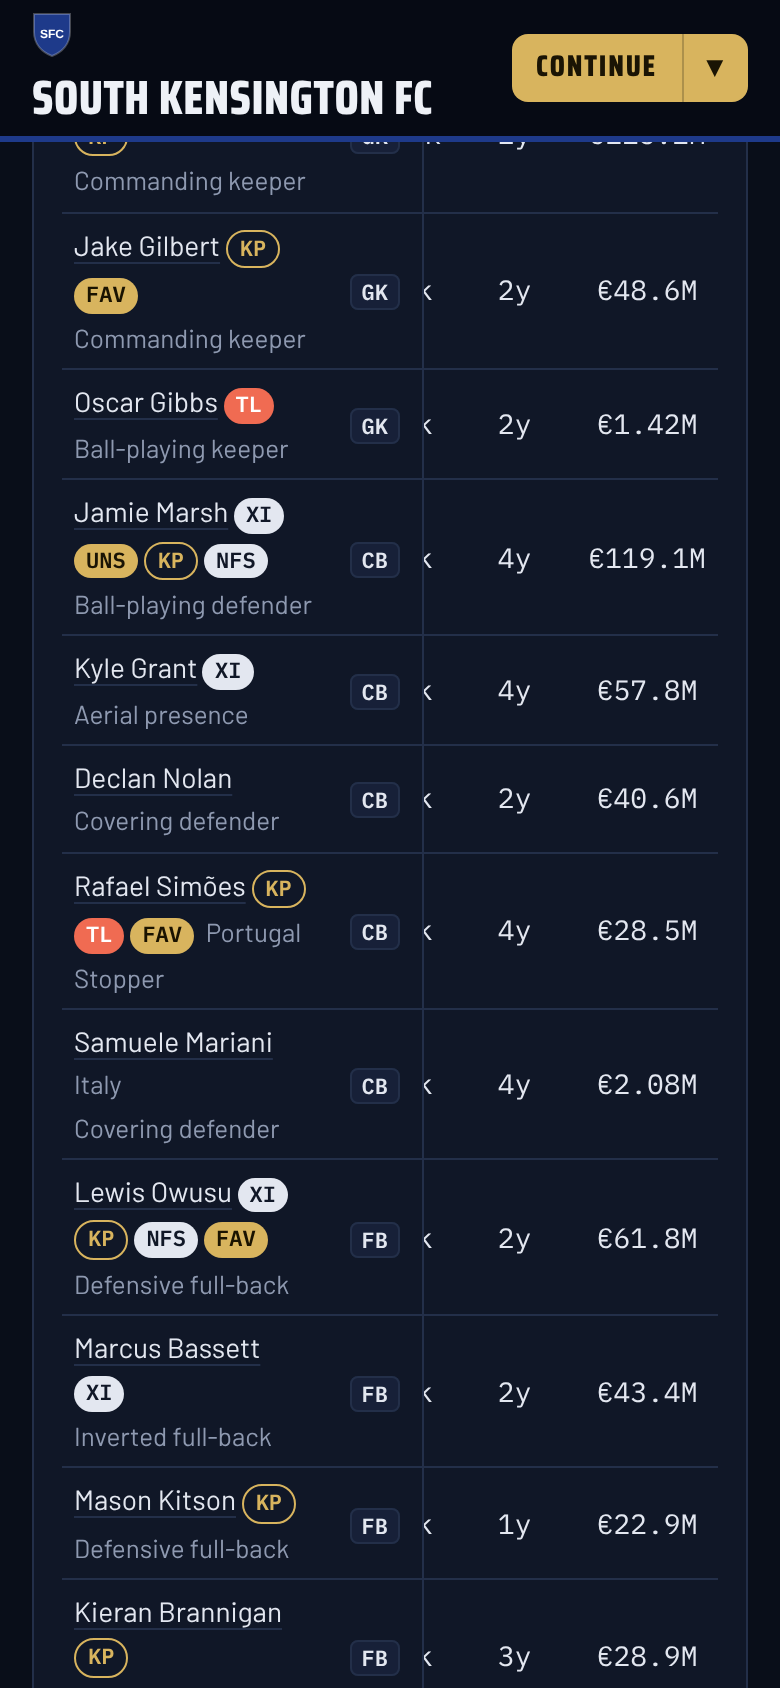 SFC
SOUTH KENSINGTON FC
CONTINUE ▼
Commanding keeper
Jake Gilbert KP
FAV
GK k 2y €48.6M
Commanding keeper
Oscar Gibbs TL
GK k 2y €1.42M
Ball-playing keeper
Jamie Marsh XI
UNS KP NFS CB k 4y €119.1M
Ball-playing defender
Kyle Grant XI
CB k 4y €57.8M
Aerial presence
Declan Nolan
CB k 2y €40.6M
Covering defender
Rafael Simões KP
TL FAV Portugal CB k 4y €28.5M
Stopper
Samuele Mariani
Italy CB k 4y €2.08M
Covering defender
Lewis Owusu XI
KP NFS FAV FB k 2y €61.8M
Defensive full-back
Marcus Bassett
XI FB k 2y €43.4M
Inverted full-back
Mason Kitson KP
FB k 1y €22.9M
Defensive full-back
Kieran Brannigan
KP FB k 3y €28.9M